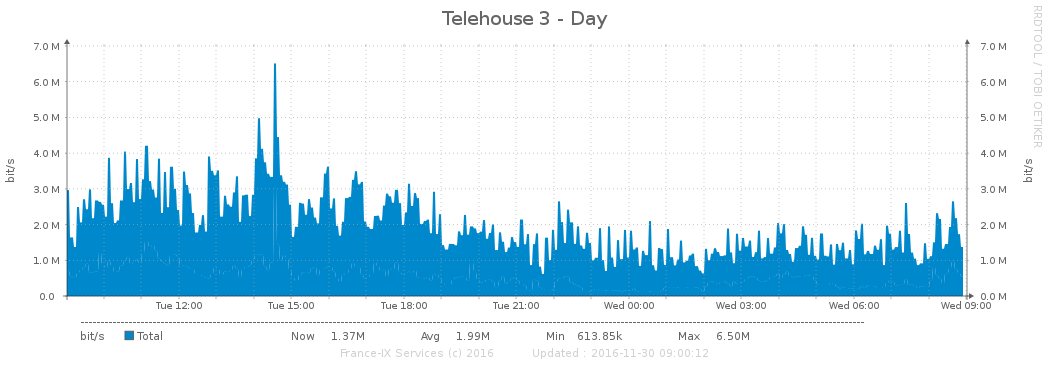 Telehouse 3 - Day
RRDTOOL / TOBI OETIKER
7.0 M 7.0 M
6.0 M 6.0 M
5.0 M 5.0 M
4.0 M 4.0 M
bit/s bit/s
3.0 M 3.0 M
2.0 M 2.0 M
1.0 M 1.0 M
0.0 0.0 M
Tue 12:00 Tue 15:00 Tue 18:00 Tue 21:00 Wed 00:00 Wed 03:00 Wed 06:00 Wed 09:00
bit/s Total Now 1.37M Avg 1.99M Min 613.85k Max 6.50M
France-IX Services (c) 2016 Updated : 2016-11-30 09:00:12